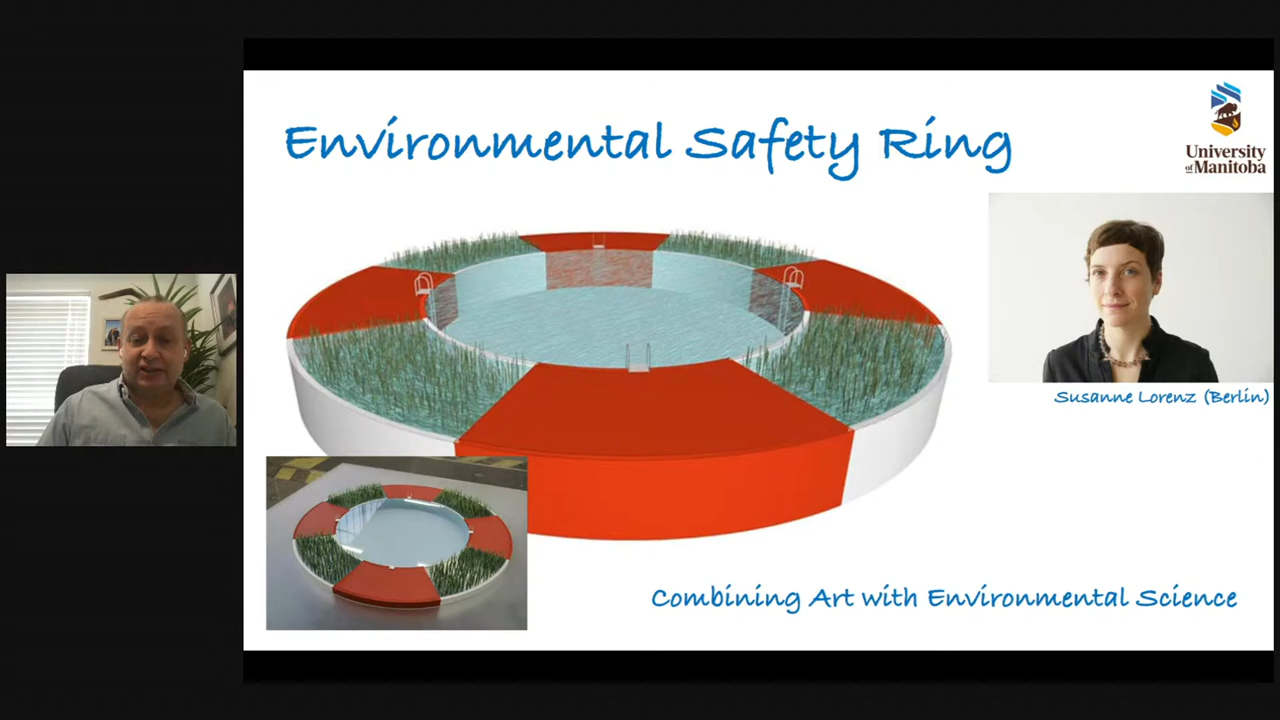 Environmental Safety Ring
University
of Manitoba
Susanne Lorenz (Berlin)
Combining Art with Environmental Science